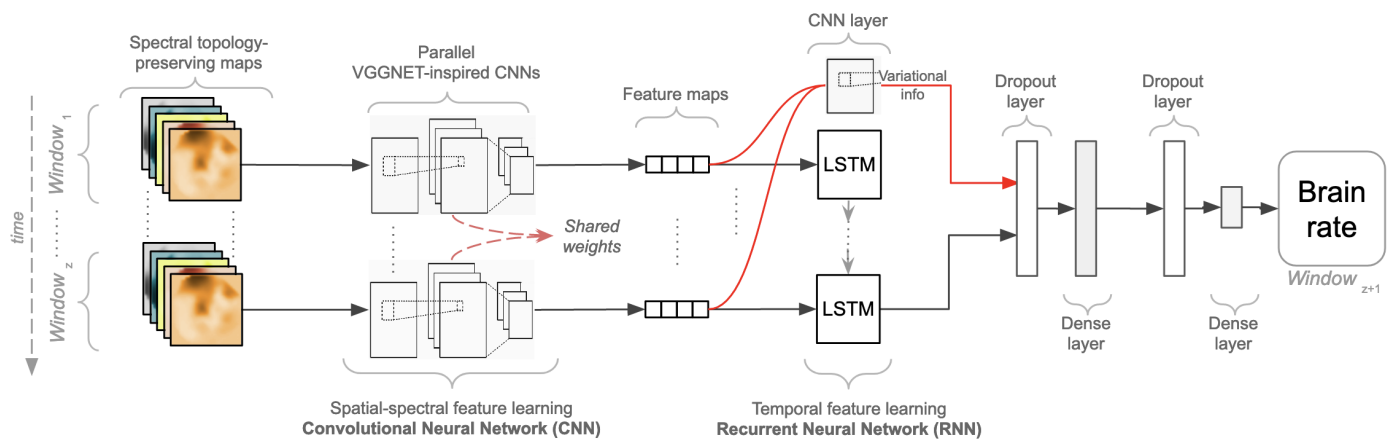 Spectral topology-
preserving maps
Parallel
VGGNET-inspired CNNs
Feature maps
CNN layer
Variational
info
Dropout
layer
Dropout
layer
time
Window 1
Window z
LSTM
LSTM
Shared
weights
Brain
rate
Window z+1
Dense
layer
Dense
layer
Spatial-spectral feature learning
Convolutional Neural Network (CNN)
Temporal feature learning
Recurrent Neural Network (RNN)